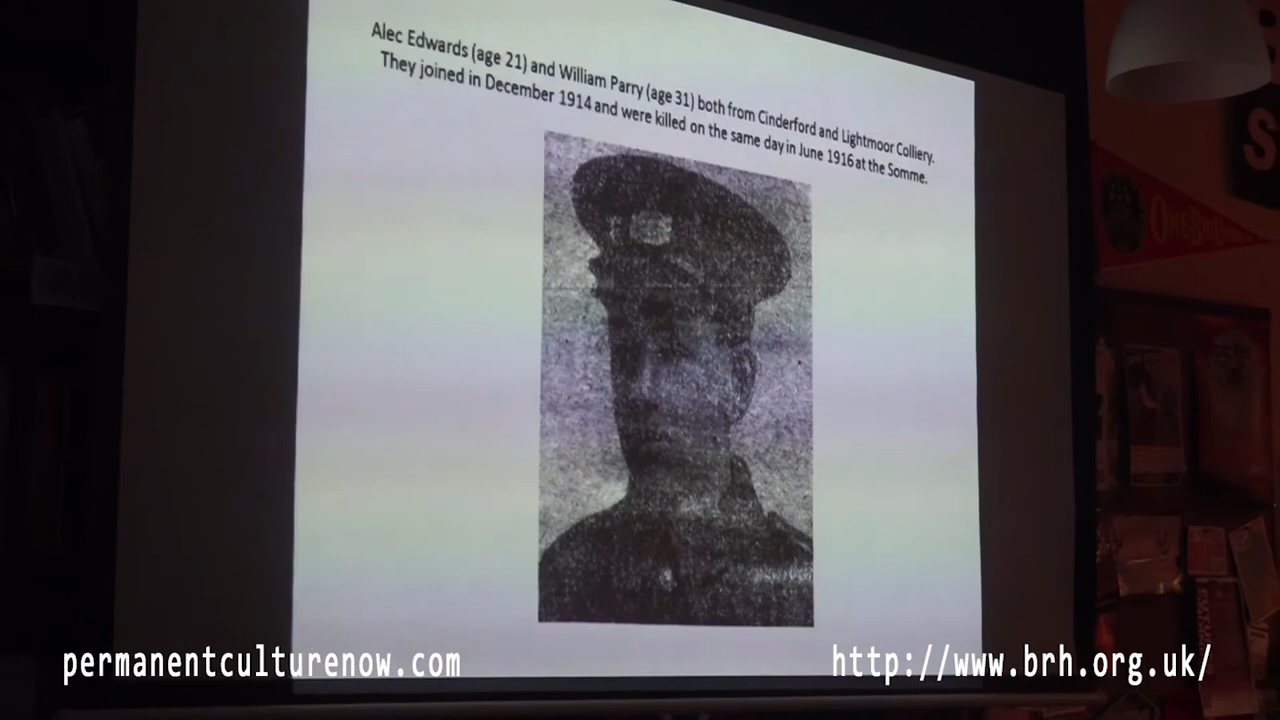 Alec Edwards (age 21) and William Parry (age 31) both from Cinderford and Lightmoor Colliery.
They joined in December 1914 and were killed on the same day in June 1916 at the Somme.
permanentculturenow.com
http://www.brh.org.uk/